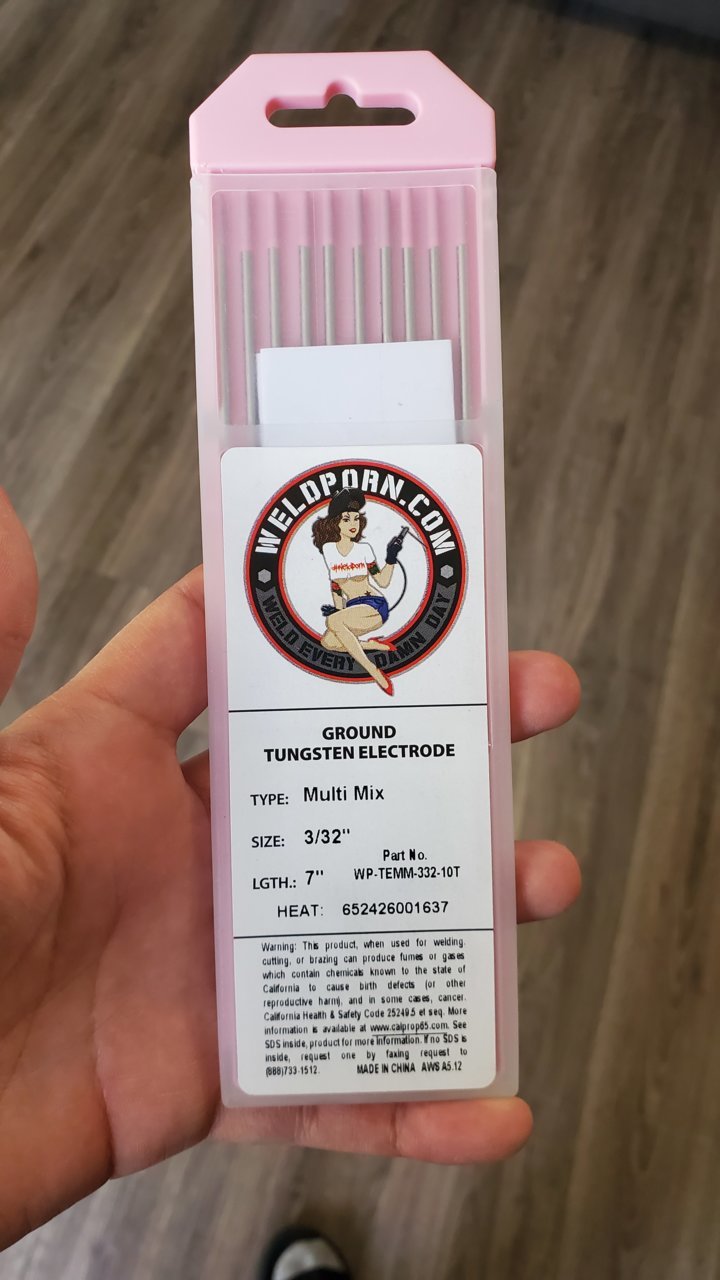 WELDPORN.COM
#WeldPorn
WELD EVERY DAMN DAY
GROUND
TUNGSTEN ELECTRODE
TYPE: Multi Mix
SIZE: 3/32"
Part No.
LGTH.: 7" WP-TEMM-332-10T
HEAT: 652426001637
Warning: This product, when used for welding,
cutting, or brazing can produce fumes or gases
which contain chemicals known to the state of
California to cause birth defects (or other
reproductive harm), and in some cases, cancer.
California Health & Safety Code 25249.5 et seq. More
information is available at www.calprop65.com. See
SDS inside, product for more information. If no SDS is
inside, request one by faxing request to
(888)733-1512. MADE IN CHINA AWS A5.12